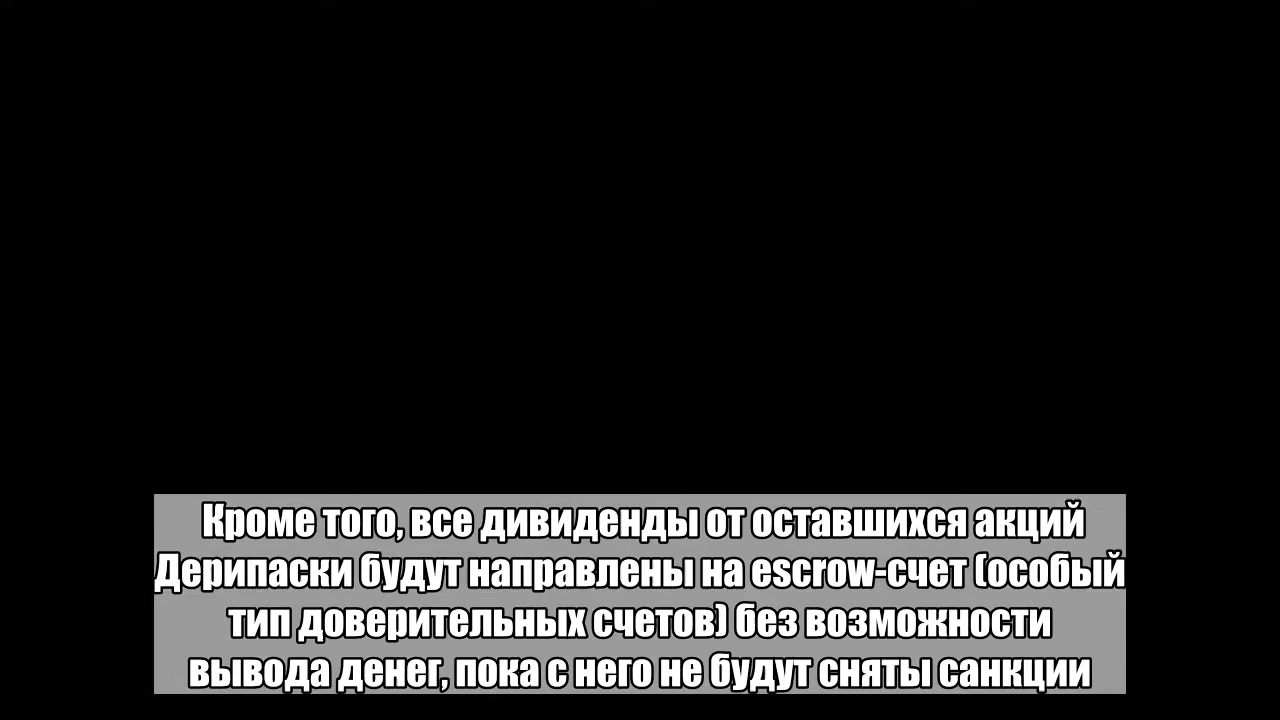 Кроме того, все дивиденды от оставшихся акций
Дерипаски будут направлены на escrow-счет (особый
тип доверительных счетов) без возможности
вывода денег, пока с него не будут сняты санкции